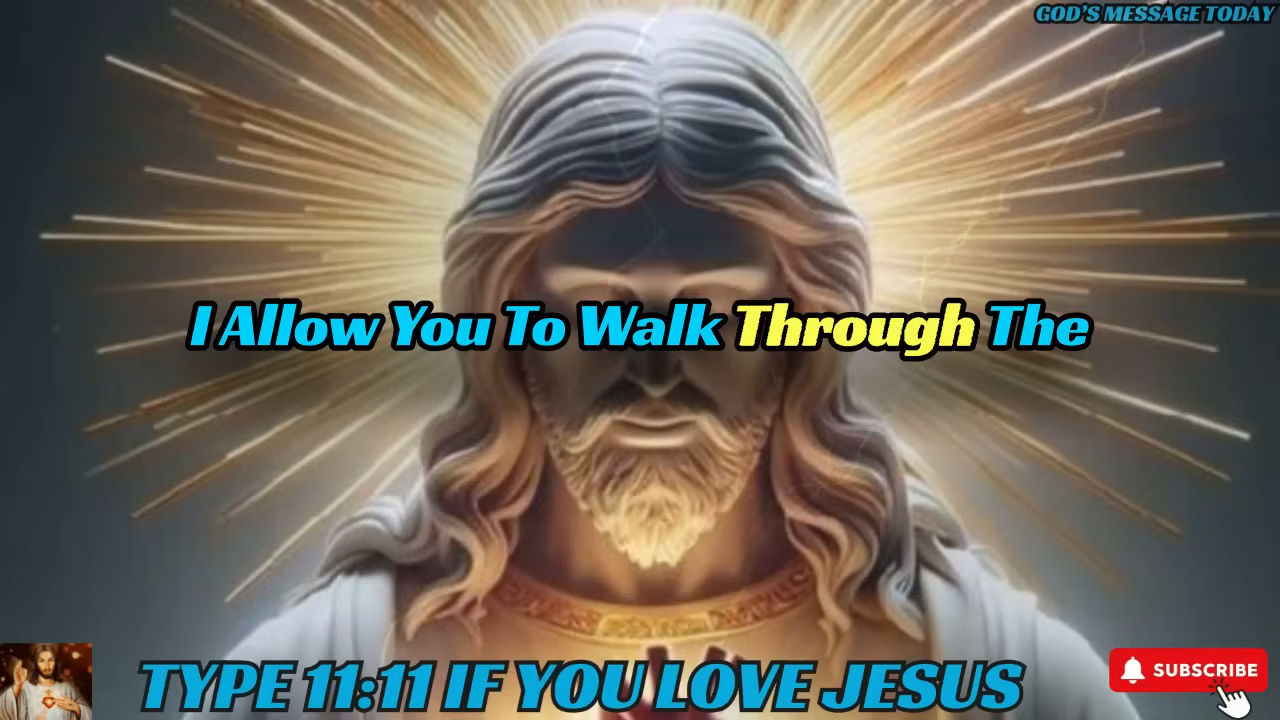 GOD'S MESSAGE TODAY
I Allow You To Walk Through The
TYPE 11:11 IF YOU LOVE JESUS
SUBSCRIBE